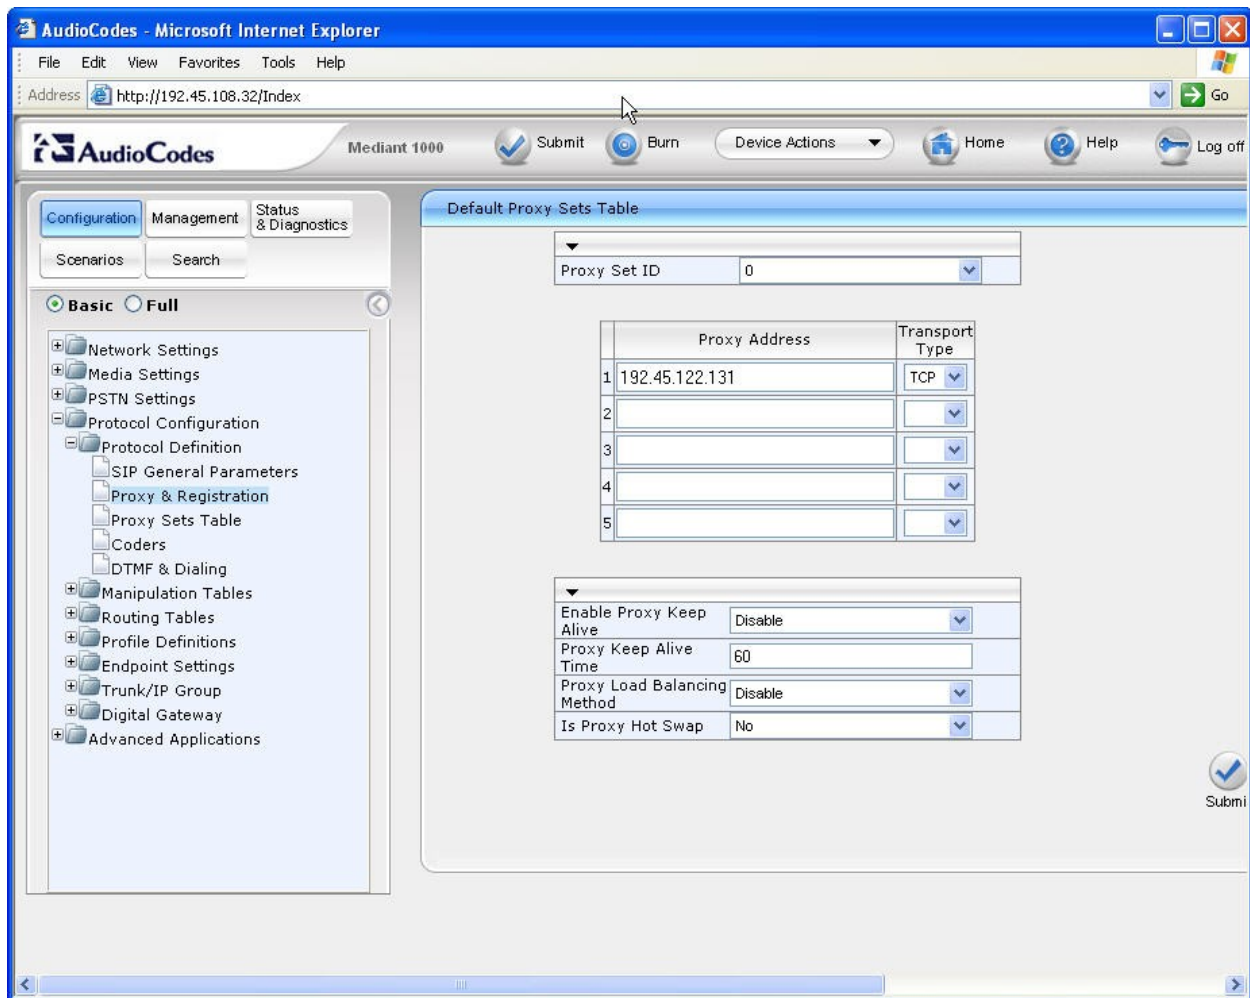 AudioCodes - Microsoft Internet Explorer
File Edit View Favorites Tools Help
Address http://192.45.108.32/Index Go
AudioCodes Mediant 1000 Submit Burn Device Actions Home Help Log off
Configuration Management Status
& Diagnostics
Scenarios Search
Basic Full
Network Settings
Media Settings
PSTN Settings
Protocol Configuration
Protocol Definition
SIP General Parameters
Proxy & Registration
Proxy Sets Table
Coders
DTMF & Dialing
Manipulation Tables
Routing Tables
Profile Definitions
Endpoint Settings
Trunk/IP Group
Digital Gateway
Advanced Applications
Default Proxy Sets Table
Proxy Set ID 0
Proxy Address Transport
Type
1 192.45.122.131 TCP
2
3
4
5
Enable Proxy Keep
Alive Disable
Proxy Keep Alive
Time 60
Proxy Load Balancing
Method Disable
Is Proxy Hot Swap No
Submi